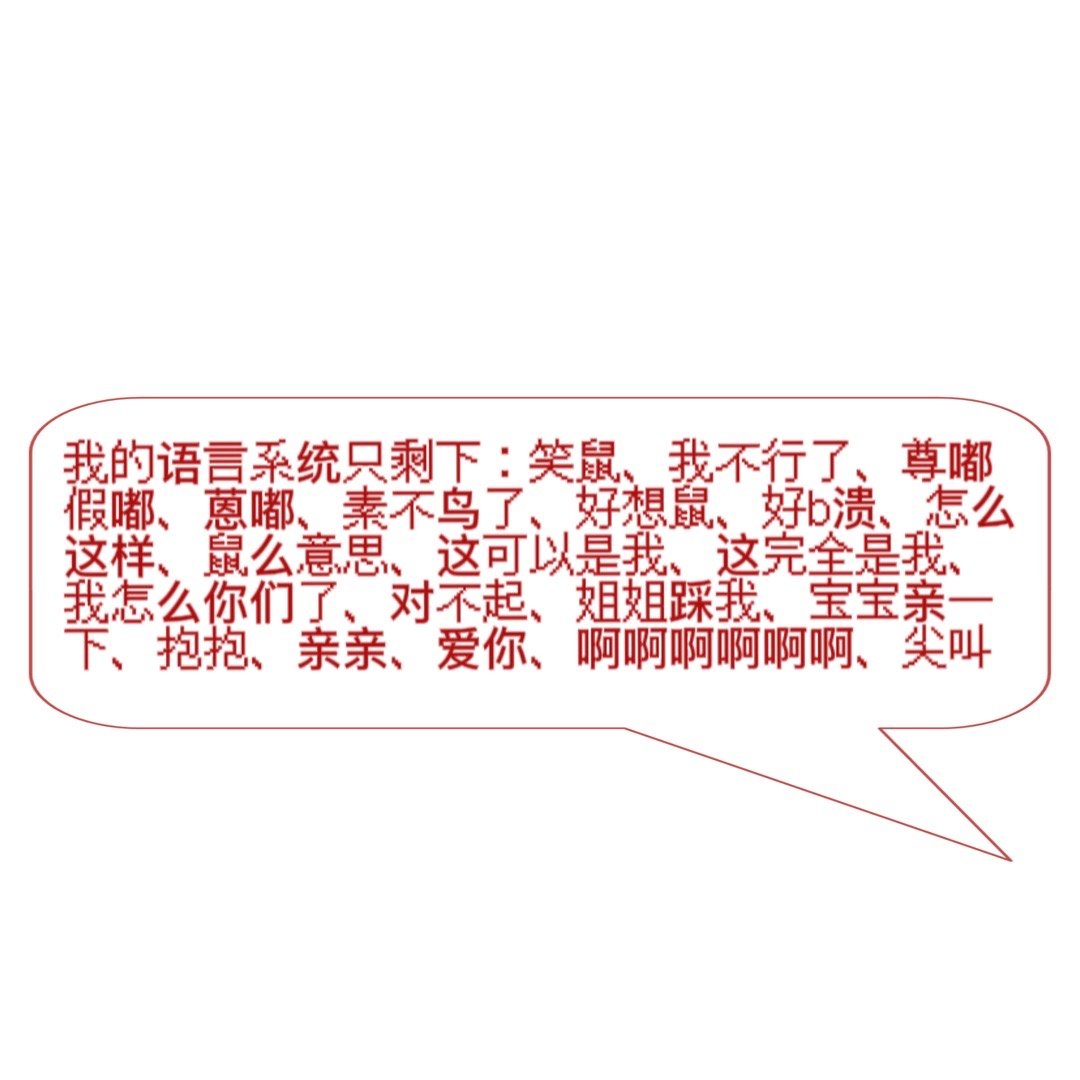 我的语言系统只剩下：笑鼠、我不行了、尊嘟
假嘟、蒽嘟、素不鸟了、好想鼠、好b溃、怎么
这样、鼠么意思、这可以是我、这完全是我、
我怎么你们了、对不起、姐姐踩我、宝宝亲一
下、抱抱、亲亲、爱你、啊啊啊啊啊啊、尖叫